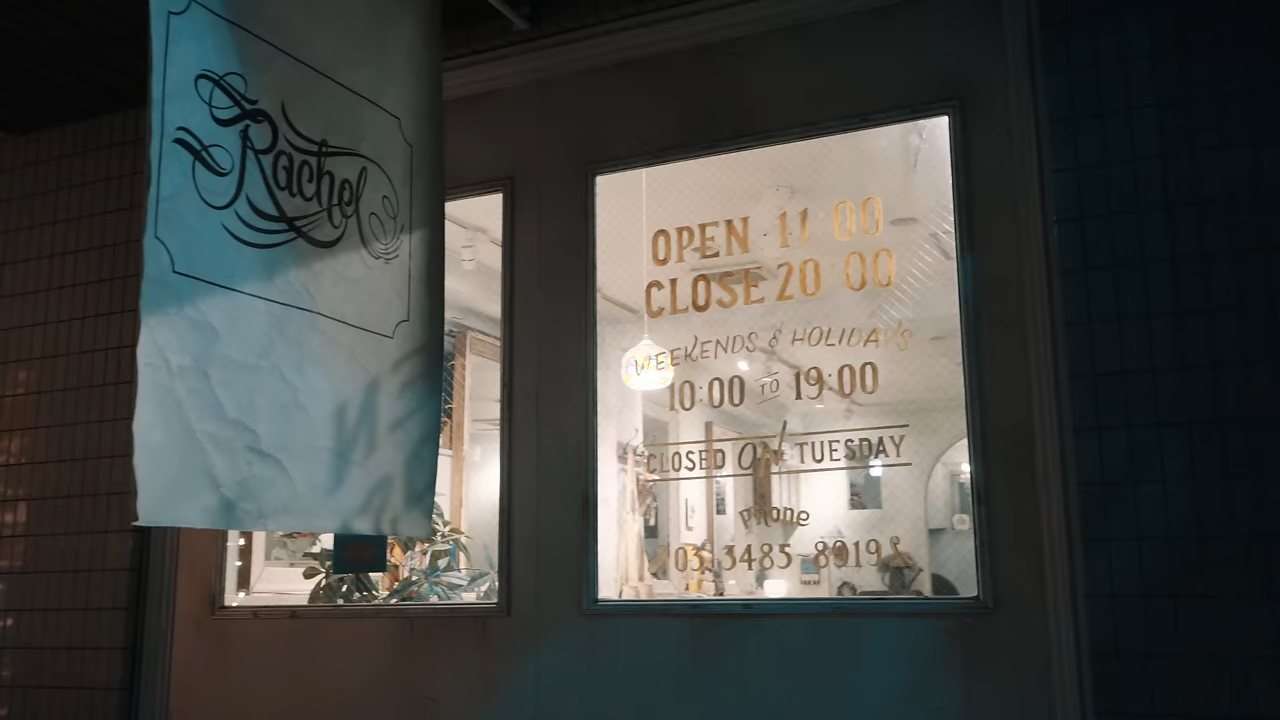 Rachel
OPEN 11 00
CLOSE 20 00
WEEKENDS & HOLIDAYS
10:00 TO 19:00
CLOSED ON TUESDAY
Phone
03 3485-8919